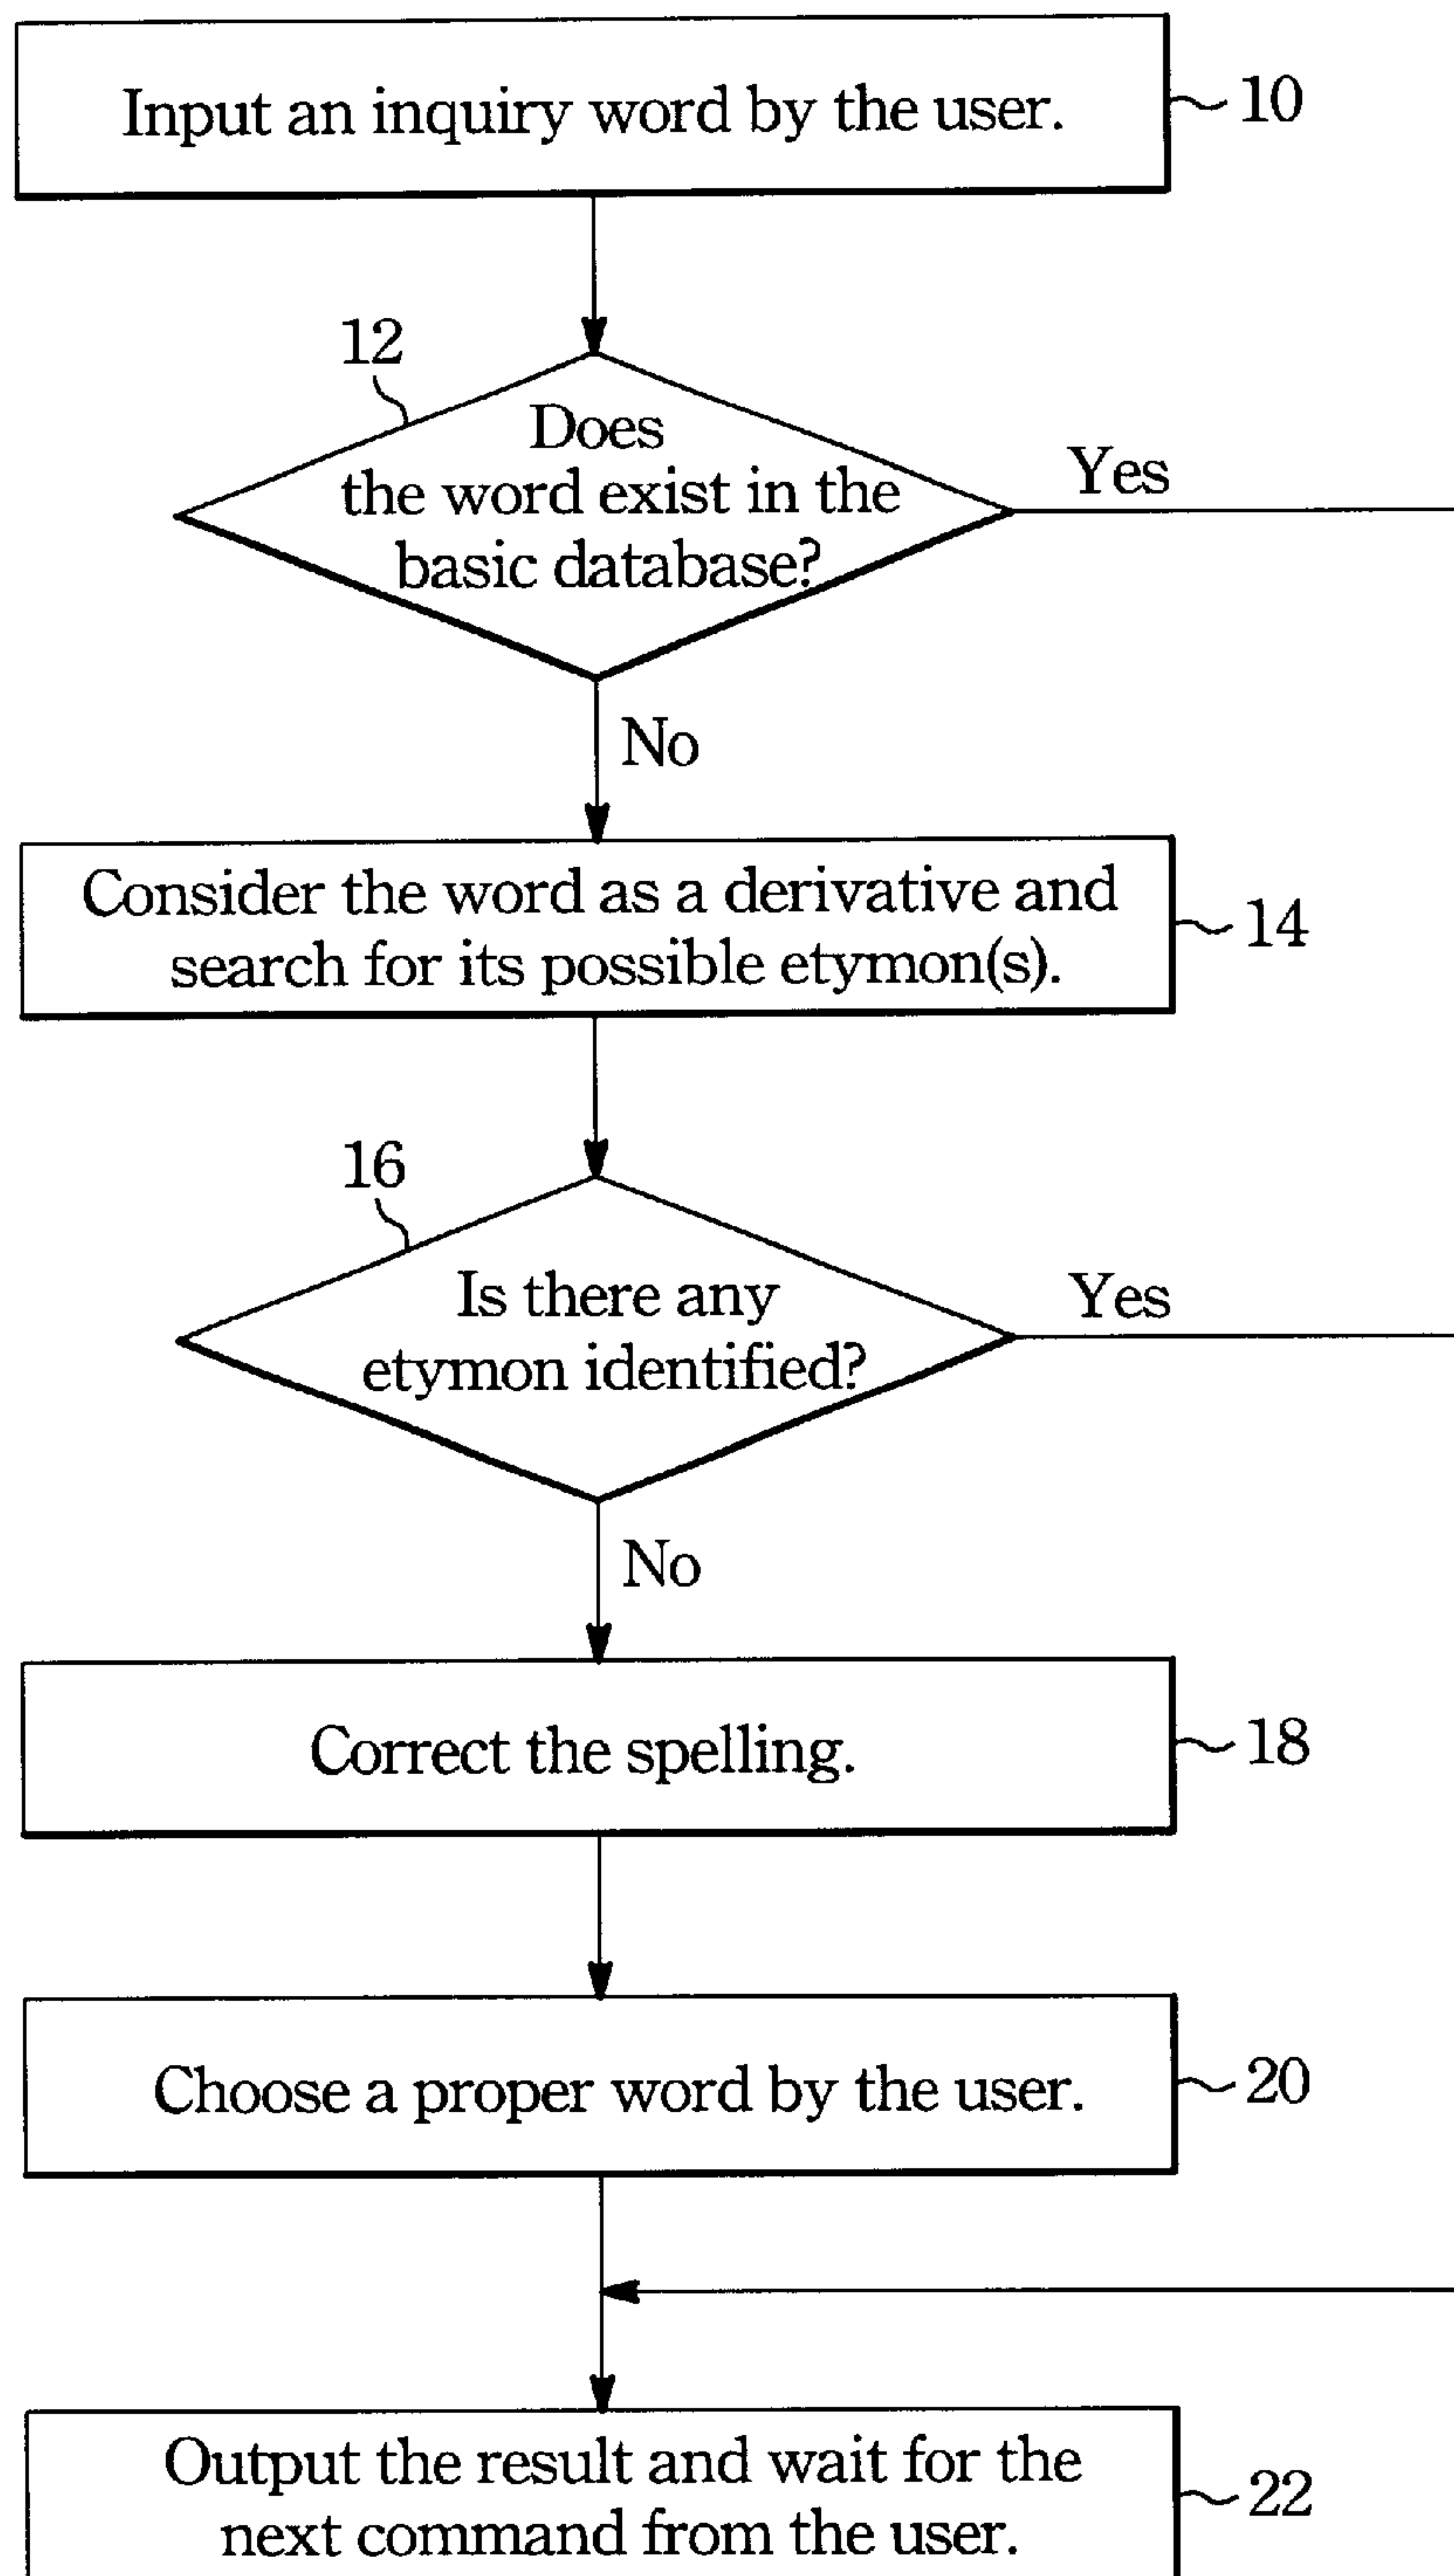 Input an inquiry word by the user.
10
12
Does
the word exist in the
basic database?
Yes
No
Consider the word as a derivative and
search for its possible etymon(s).
14
16
Is there any
etymon identified?
Yes
No
Correct the spelling.
18
Choose a proper word by the user.
20
Output the result and wait for the
next command from the user.
22